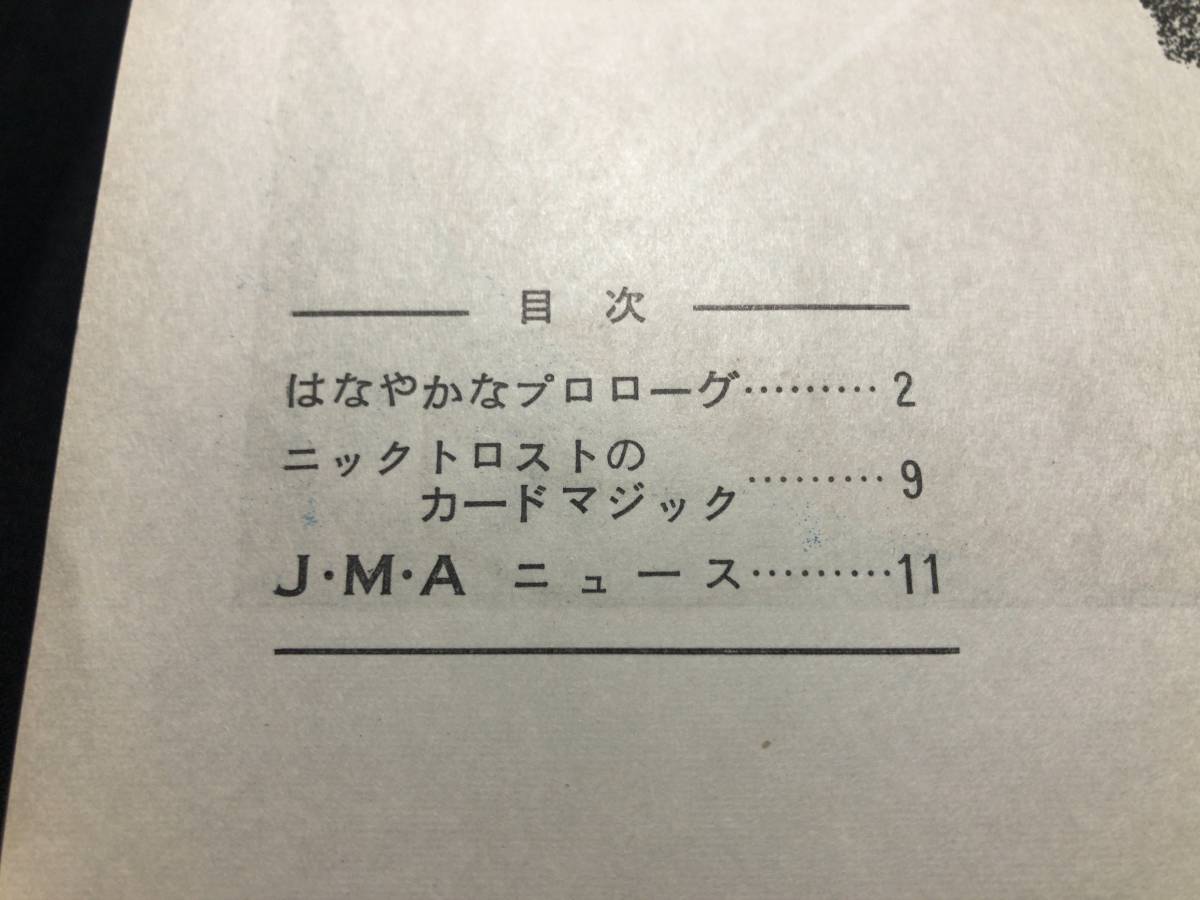 目 次
はなやかなプロローグ……… 2
ニックトロストの
カードマジック ……… 9
J・M・A ニュース………11